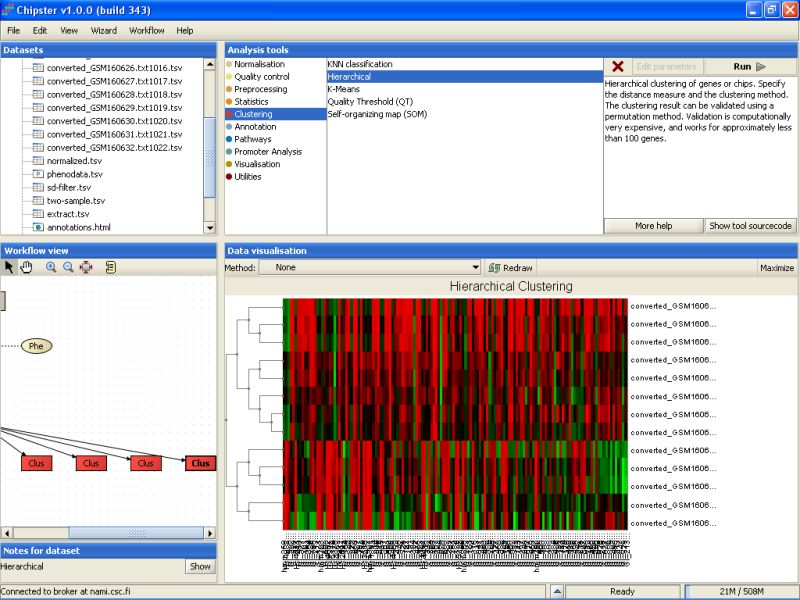 Chipster v1.0.0 (build 343)
File Edit View Wizard Workflow Help
Datasets
converted_GSM160626.txt1016.tsv
converted_GSM160627.txt1017.tsv
converted_GSM160628.txt1018.tsv
converted_GSM160629.txt1019.tsv
converted_GSM160630.txt1020.tsv
converted_GSM160631.txt1021.tsv
converted_GSM160632.txt1022.tsv
normalized.tsv
phenodata.tsv
sd-filter.tsv
two-sample.tsv
extract.tsv
annotations.html
Analysis tools
Normalisation
Quality control
Preprocessing
Statistics
Clustering
Annotation
Pathways
Promoter Analysis
Visualisation
Utilities
KNN classification
Hierarchical
K-Means
Quality Threshold (QT)
Self-organizing map (SOM)
Edit parameters
Run
Hierarchical clustering of genes or chips. Specify
the distance measure and the clustering method.
The clustering result can be validated using a
permutation method. Validation is computationally
very expensive, and works for approximately less
than 100 genes.
More help
Show tool sourcecode
Workflow view
Phe
Clus
Clus
Clus
Clus
Notes for dataset
Hierarchical
Show
Data visualisation
Method: None
Redraw
Maximize
Hierarchical Clustering
converted_GSM1606...
converted_GSM1606...
converted_GSM1606...
converted_GSM1606...
converted_GSM1606...
converted_GSM1606...
converted_GSM1606...
converted_GSM1606...
converted_GSM1606...
converted_GSM1606...
converted_GSM1606...
converted_GSM1606...
converted_GSM1606...
Connected to broker at nami.csc.fi
Ready
21M / 508M